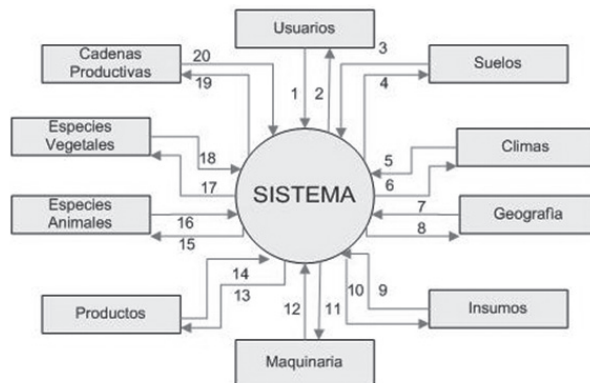 Usuarios
Cadenas
Productivas
20
19
1
2
3
4
Suelos
Especies
Vegetales
18
17
SISTEMA
5
6
Climas
Especies
Animales
16
15
7
8
Geografìa
Productos
14
13
12
11
10
9
Insumos
Maquinaria